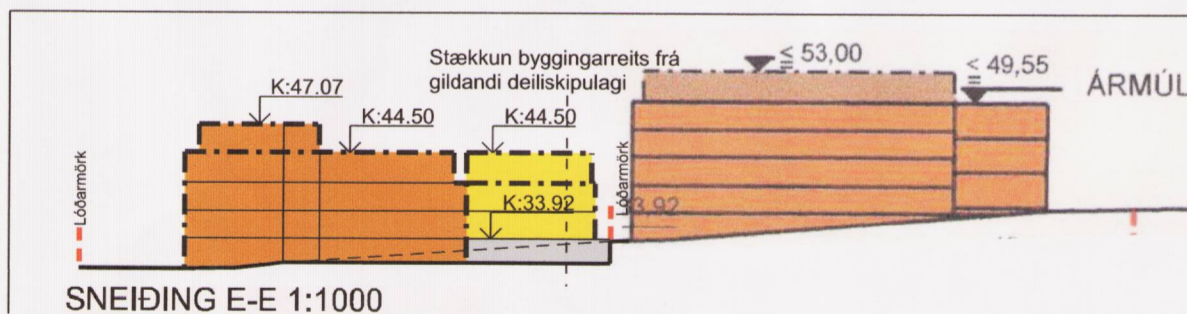 Stækkun byggingarreits frá
gildandi deiliskipulagi
≤ 53,00
≤ 49,55
ÁRMÚL
K:47.07
K:44.50
K:44.50
Lóðarmörk
K:33.92
Lóðarmörk
33,92
SNEIÐING E-E 1:1000